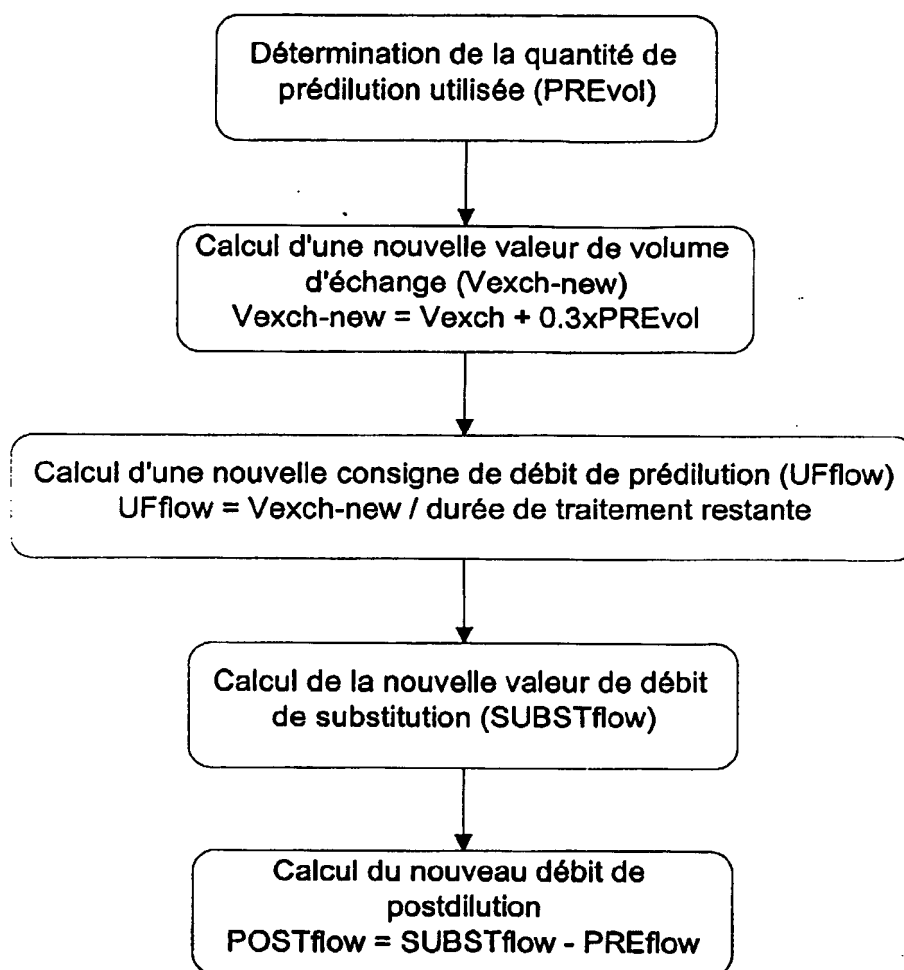 Détermination de la quantité de
prédilution utilisée (PREvol)
Calcul d'une nouvelle valeur de volume
d'échange (Vexch-new)
Vexch-new = Vexch + 0.3xPREvol
Calcul d'une nouvelle consigne de débit de prédilution (UFflow)
UFflow = Vexch-new / durée de traitement restante
Calcul de la nouvelle valeur de débit
de substitution (SUBSTflow)
Calcul du nouveau débit de
postdilution
POSTflow = SUBSTflow - PREflow